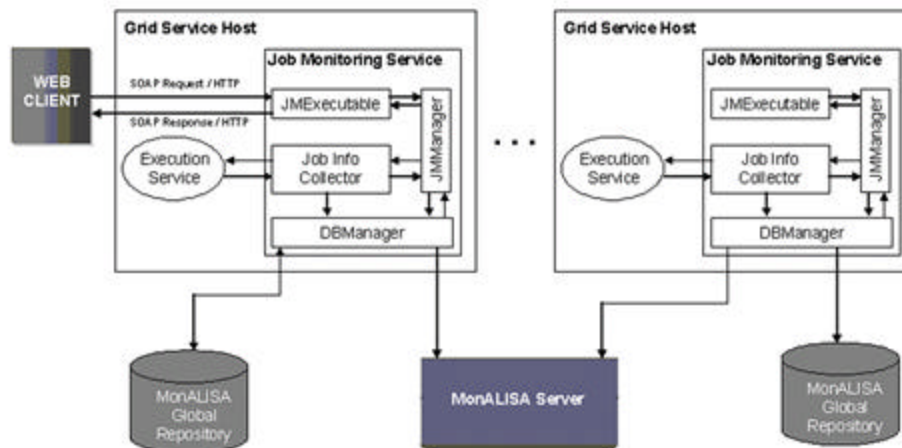 Grid Service Host
Job Monitoring Service
WEB
CLIENT
SOAP Request / HTTP
SOAP Response / HTTP
JMExecutable
JMManager
Execution
Service
Job Info
Collector
DBManager
. . .
Grid Service Host
Job Monitoring Service
JMExecutable
JMManager
Execution
Service
Job Info
Collector
DBManager
MonALISA
Global
Repository
MonALISA Server
MonALISA
Global
Repository